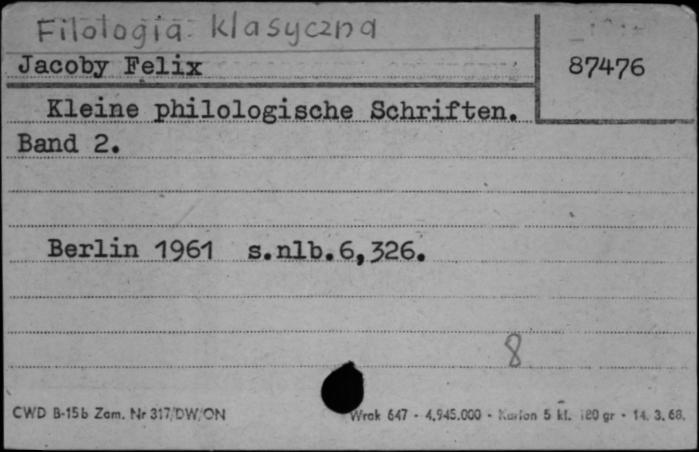 Filologia klasyczna
Jacoby Felix
87476
Kleine philologische Schriften.
Band 2.
Berlin 1961 s.nlb.6,326.
8
CWD B-15b Zam. Nr 317/DW/ON
Wrak 647 - 4.945.000 - Karton 5 kl. 180 gr - 14. 3. 68.